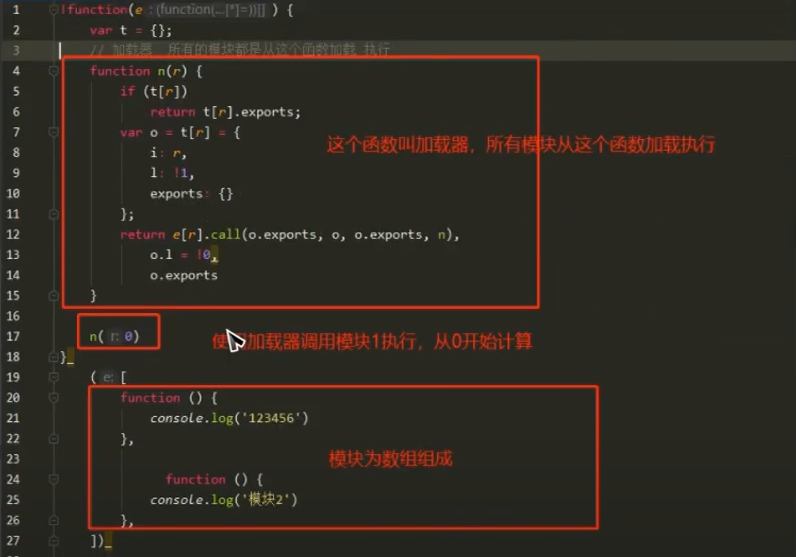 1 !function(e : (function(...[*]=))[] ) {
2 var t = {};
3 // 加载器 所有的模块都是从这个函数加载 执行
4 function n(r) {
5 if (t[r])
6 return t[r].exports;
7 var o = t[r] = {
8 i: r,
9 l: !1,
10 exports: {}
11 };
12 return e[r].call(o.exports, o, o.exports, n),
13 o.l = !0,
14 o.exports
15 }
16
17 n( r: 0)
18 }
19 ( e: [
20 function () {
21 console.log('123456')
22 },
23
24 function () {
25 console.log('模块2')
26 },
27 ])
这个函数叫加载器，所有模块从这个函数加载执行
使用加载器调用模块1执行，从0开始计算
模块为数组组成